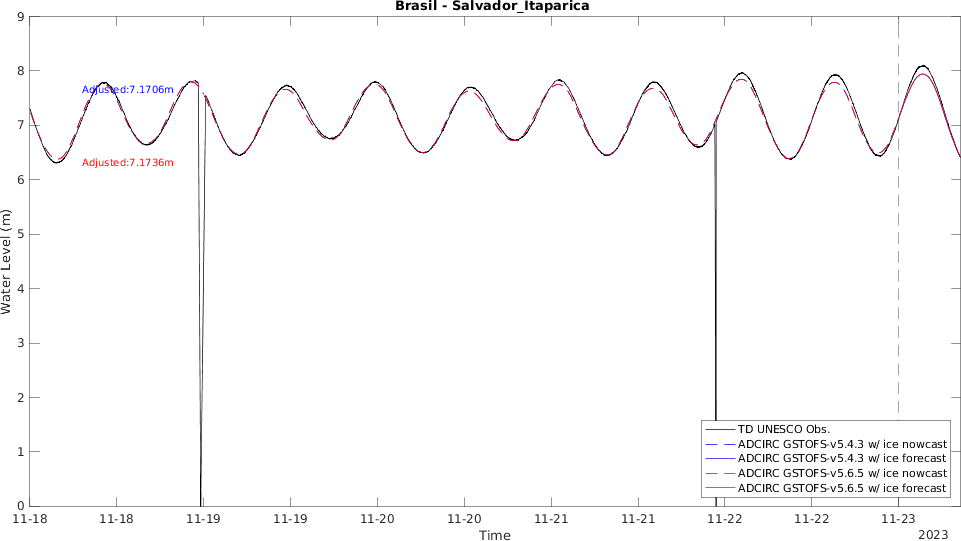 Brasil - Salvador_Itaparica
9
8
7
6
5
4
3
2
1
0
Water Level (m)
Adjusted:7.1706m
Adjusted:7.1736m
TD UNESCO Obs.
ADCIRC GSTOFS-v5.4.3 w/ ice nowcast
ADCIRC GSTOFS-v5.4.3 w/ ice forecast
ADCIRC GSTOFS-v5.6.5 w/ ice nowcast
ADCIRC GSTOFS-v5.6.5 w/ ice forecast
11-18 11-18 11-19 11-19 11-20 11-20 11-21 11-21 11-22 11-22 11-23
Time
2023